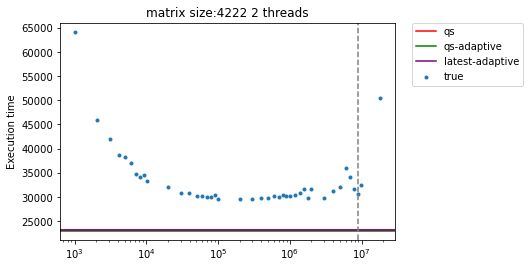 matrix size:4222 2 threads
65000
60000
55000
50000
45000
40000
35000
30000
25000
Execution time
10³
10⁴
10⁵
10⁶
10⁷
qs
qs-adaptive
latest-adaptive
true